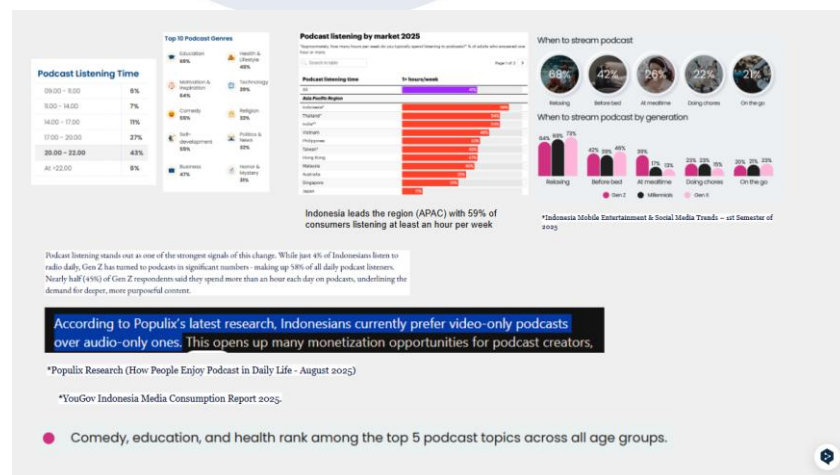 Podcast Listening Time
09.00 - 11.00 6%
11.00 - 14.00 7%
14.00 - 17.00 11%
17.00 - 20.00 27%
20.00 - 22.00 43%
At >22.00 6%
Top 10 Podcast Genres
Education
Health & Lifestyle
Motivation & Inspiration
54%
Technology
Comedy
55%
Religion
Self-development
Politics & News
Business
47%
Horror & Mystery
Podcast listening by market 2025
Page 1 of 2
Podcast listening time 1+ hours/week
All
Asia Pacific Region
Indonesia*
Thailand*
India**
Vietnam
Philippines
Taiwan*
Hong Kong
Malaysia
Australia
Singapore
Japan
Indonesia leads the region (APAC) with 59% of
consumers listening at least an hour per week
When to stream podcast
68% 42% 26% 22% 21%
Relaxing Before bed At mealtime Doing chores On the go
When to stream podcast by generation
64% 69% 73%
17% 13%
Relaxing Before bed At mealtime Doing chores On the go
Gen Z Millennials Gen X
*Indonesia Mobile Entertainment & Social Media Trends – 1st Semester of
2025
Podcast listening stands out as one of the strongest signals of this change. While just 4% of Indonesians listen to
radio daily, Gen Z has turned to podcasts in significant numbers - making up 58% of all daily podcast listeners.
Nearly half (45%) of Gen Z respondents said they spend more than an hour each day on podcasts, underlining the
demand for deeper, more purposeful content.
According to Populix's latest research, Indonesians currently prefer video-only podcasts
over audio-only ones. This opens up many monetization opportunities for podcast creators,
*Populix Research (How People Enjoy Podcast in Daily Life - August 2025)
*YouGov Indonesia Media Consumption Report 2025.
Comedy, education, and health rank among the top 5 podcast topics across all age groups.